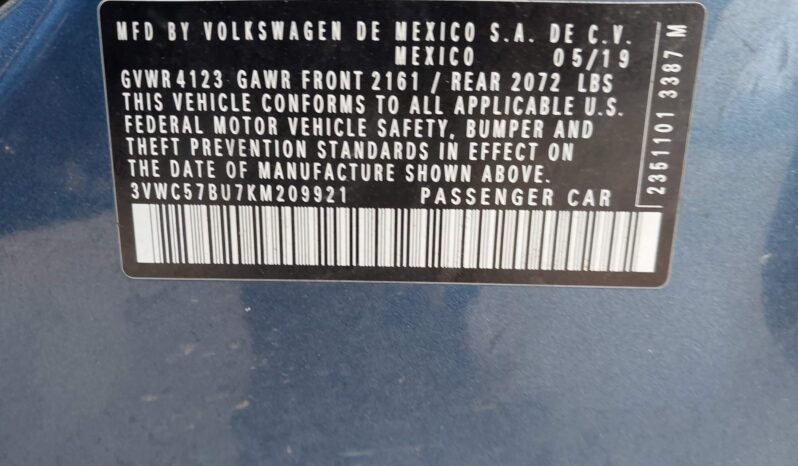 MFD BY VOLKSWAGEN DE MEXICO S.A. DE C.V.
MEXICO 05/19
GVWR 4123 GAWR FRONT 2161 / REAR 2072 LBS
THIS VEHICLE CONFORMS TO ALL APPLICABLE U.S.
FEDERAL MOTOR VEHICLE SAFETY, BUMPER AND
THEFT PREVENTION STANDARDS IN EFFECT ON
THE DATE OF MANUFACTURE SHOWN ABOVE.
3VWC57BU7KM209921 PASSENGER CAR
2351101 3387 M